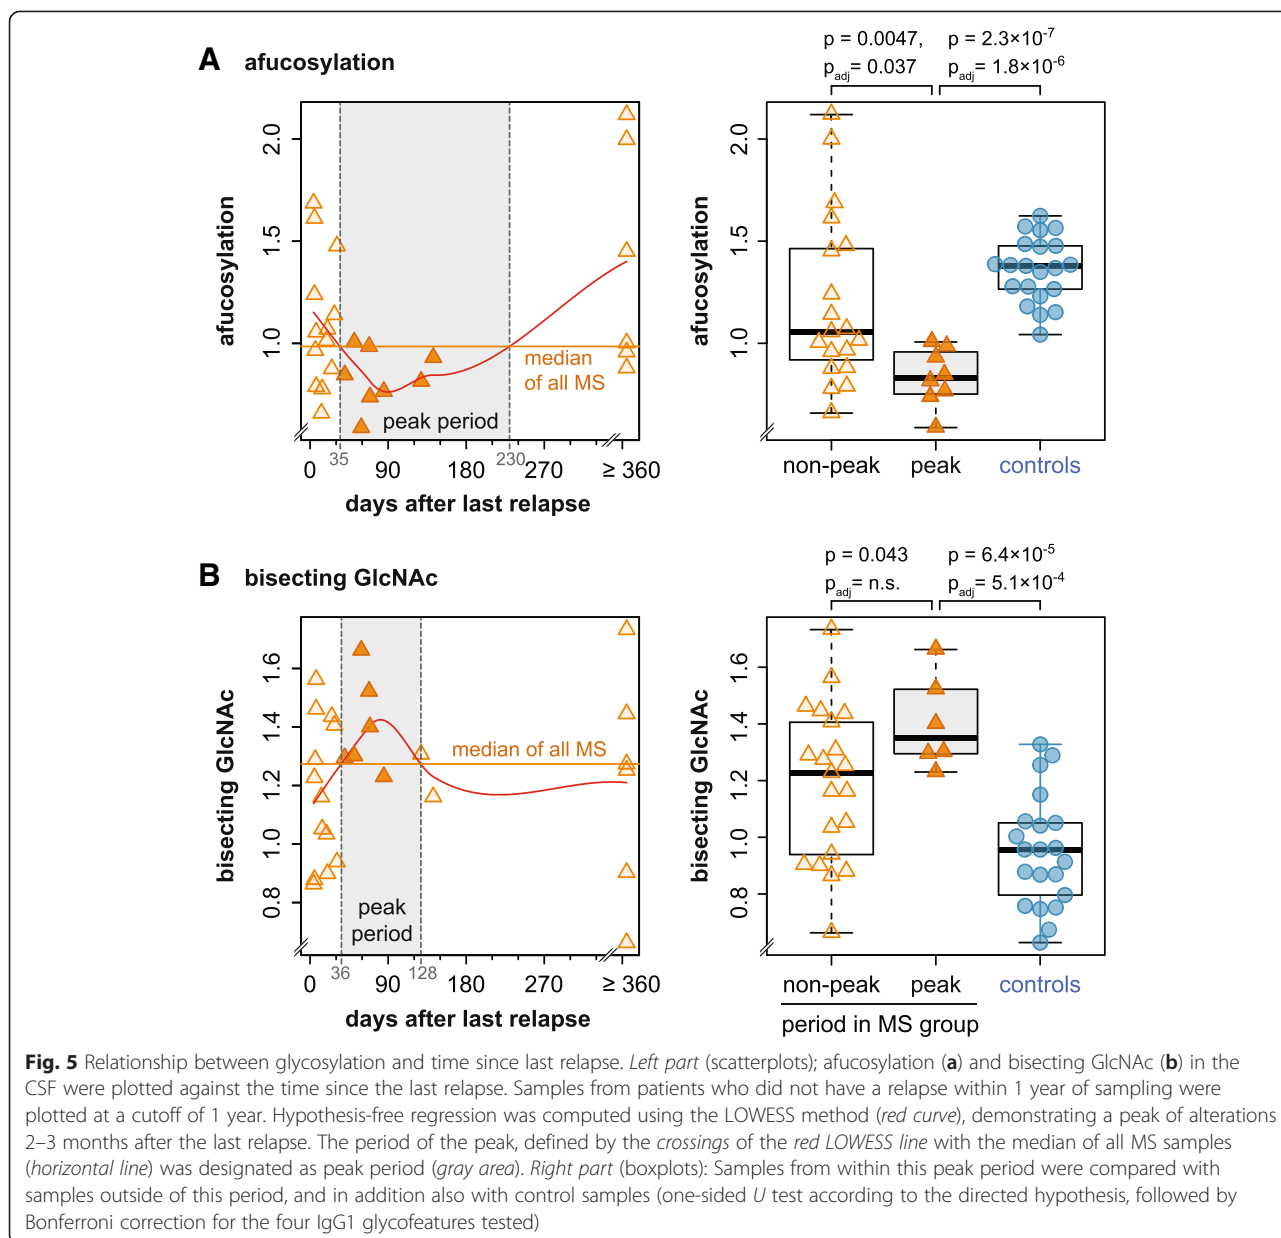 A afucosylation
p = 0.0047, p = 2.3×10-7
padj= 0.037 padj= 1.8×10-6
afucosylation
2.0
1.5
1.0
median
of all MS
peak period
35
230
0 90 180 270 ≥ 360
days after last relapse
afucosylation
2.0
1.5
1.0
non-peak peak controls
B bisecting GlcNAc
p = 0.043 p = 6.4×10-5
padj= n.s. padj= 5.1×10-4
bisecting GlcNAc
1.6
1.4
1.2
1.0
0.8
median of all MS
peak
period
36
128
0 90 180 270 ≥ 360
days after last relapse
bisecting GlcNAc
1.6
1.4
1.2
1.0
0.8
non-peak peak controls
period in MS group
Fig. 5 Relationship between glycosylation and time since last relapse. Left part (scatterplots); afucosylation (a) and bisecting GlcNAc (b) in the
CSF were plotted against the time since the last relapse. Samples from patients who did not have a relapse within 1 year of sampling were
plotted at a cutoff of 1 year. Hypothesis-free regression was computed using the LOWESS method (red curve), demonstrating a peak of alterations
2–3 months after the last relapse. The period of the peak, defined by the crossings of the red LOWESS line with the median of all MS samples
(horizontal line) was designated as peak period (gray area). Right part (boxplots): Samples from within this peak period were compared with
samples outside of this period, and in addition also with control samples (one-sided U test according to the directed hypothesis, followed by
Bonferroni correction for the four IgG1 glycofeatures tested)